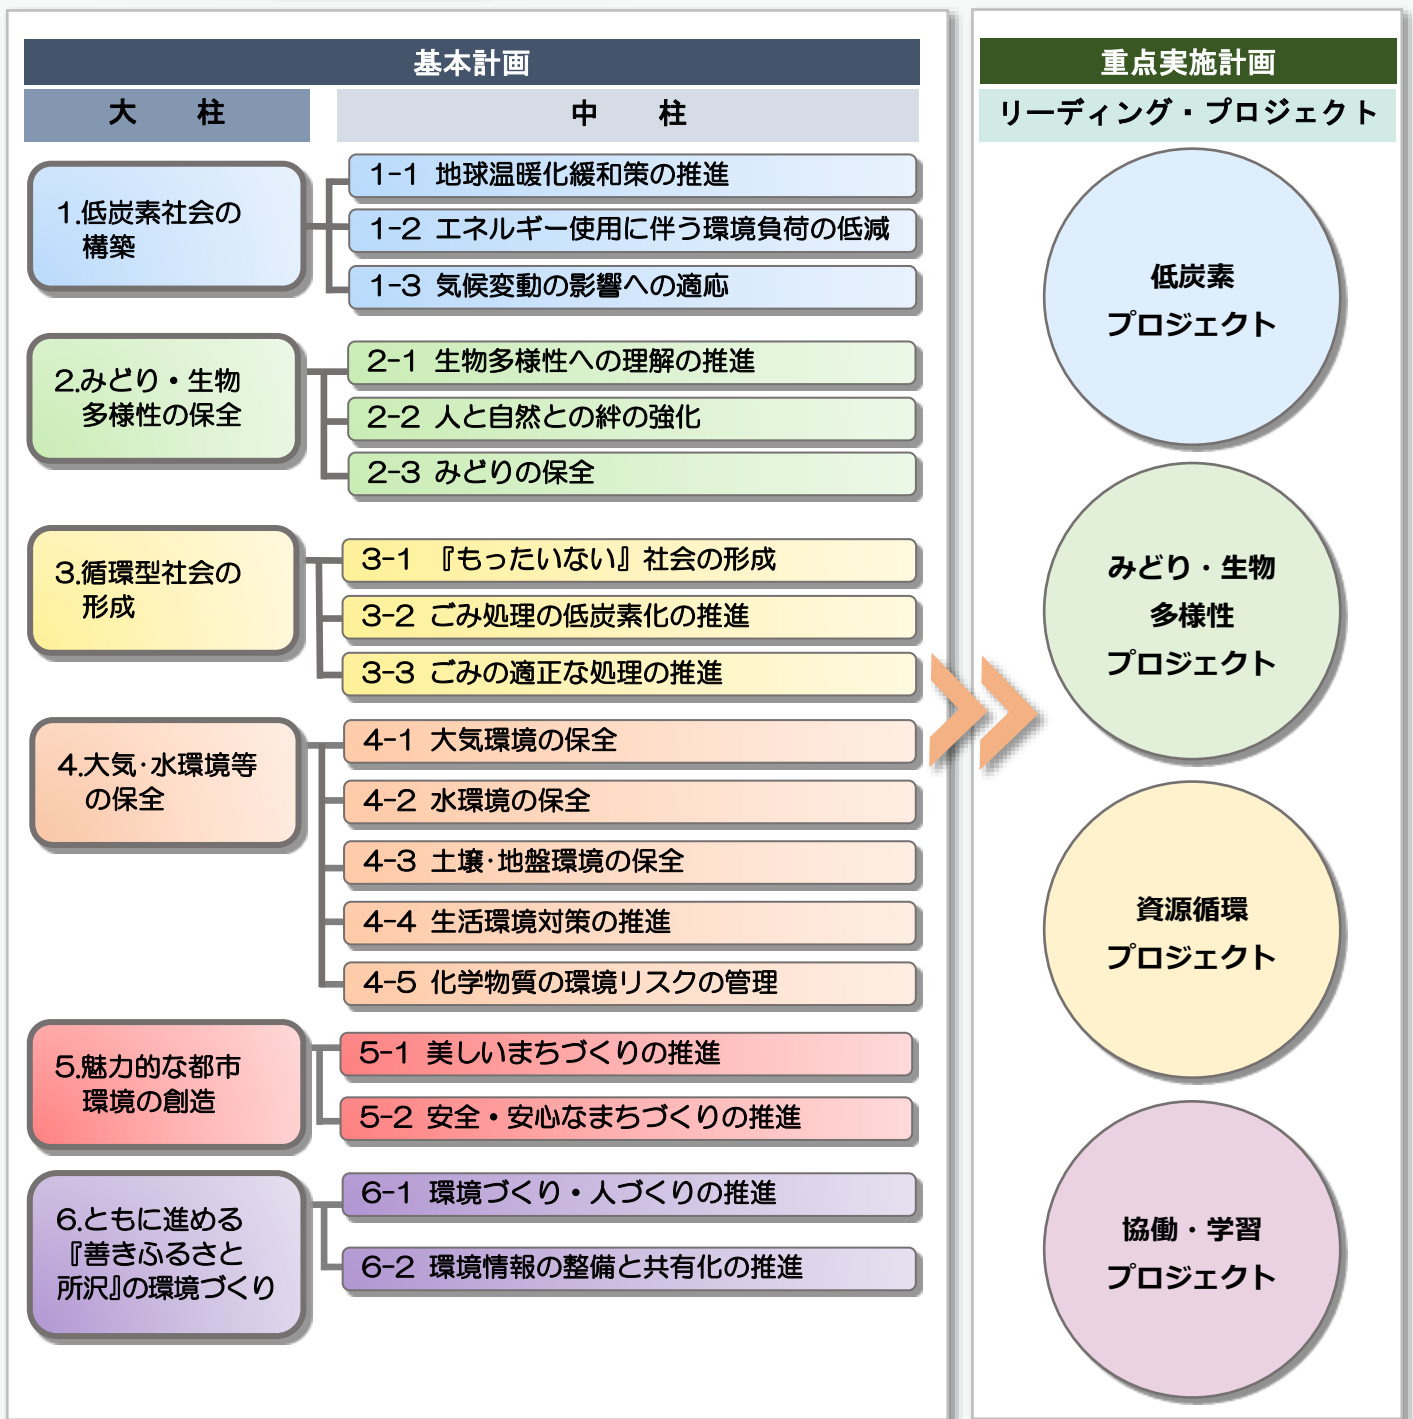 基本計画
大　柱
中　柱
1.低炭素社会の
構築
1-1 地球温暖化緩和策の推進
1-2 エネルギー使用に伴う環境負荷の低減
1-3 気候変動の影響への適応
2.みどり・生物
多様性の保全
2-1 生物多様性への理解の推進
2-2 人と自然との絆の強化
2-3 みどりの保全
3.循環型社会の
形成
3-1 『もったいない』社会の形成
3-2 ごみ処理の低炭素化の推進
3-3 ごみの適正な処理の推進
4.大気・水環境等
の保全
4-1 大気環境の保全
4-2 水環境の保全
4-3 土壌・地盤環境の保全
4-4 生活環境対策の推進
4-5 化学物質の環境リスクの管理
5.魅力的な都市
環境の創造
5-1 美しいまちづくりの推進
5-2 安全・安心なまちづくりの推進
6.ともに進める
『善きふるさと
所沢』の環境づくり
6-1 環境づくり・人づくりの推進
6-2 環境情報の整備と共有化の推進
重点実施計画
リーディング・プロジェクト
低炭素
プロジェクト
みどり・生物
多様性
プロジェクト
資源循環
プロジェクト
協働・学習
プロジェクト